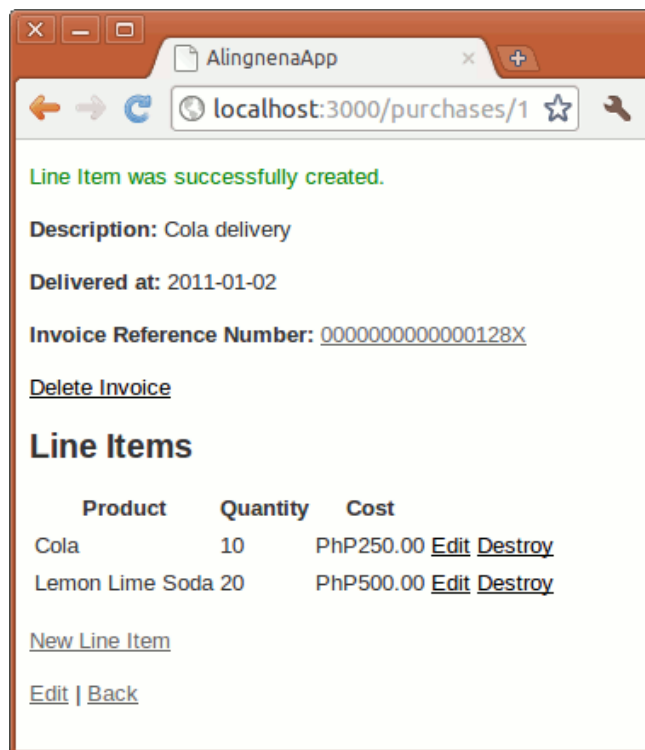 AlingnenaApp
localhost:3000/purchases/1
Line Item was successfully created.
Description: Cola delivery
Delivered at: 2011-01-02
Invoice Reference Number: 0000000000000128X
Delete Invoice
Line Items
Product Quantity Cost
Cola 10 PhP250.00 Edit Destroy
Lemon Lime Soda 20 PhP500.00 Edit Destroy
New Line Item
Edit | Back